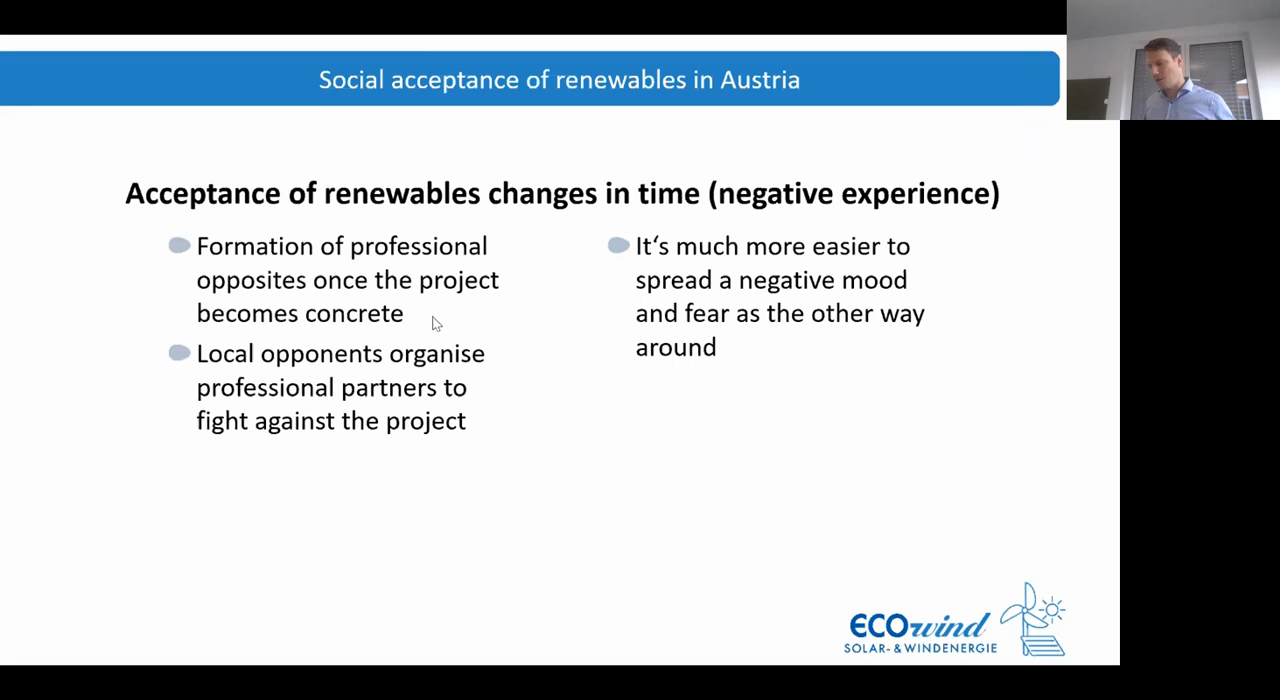 Social acceptance of renewables in Austria
Acceptance of renewables changes in time (negative experience)
Formation of professional
opposites once the project
becomes concrete
Local opponents organise
professional partners to
fight against the project
It‘s much more easier to
spread a negative mood
and fear as the other way
around
ECOwind
SOLAR- & WINDENERGIE